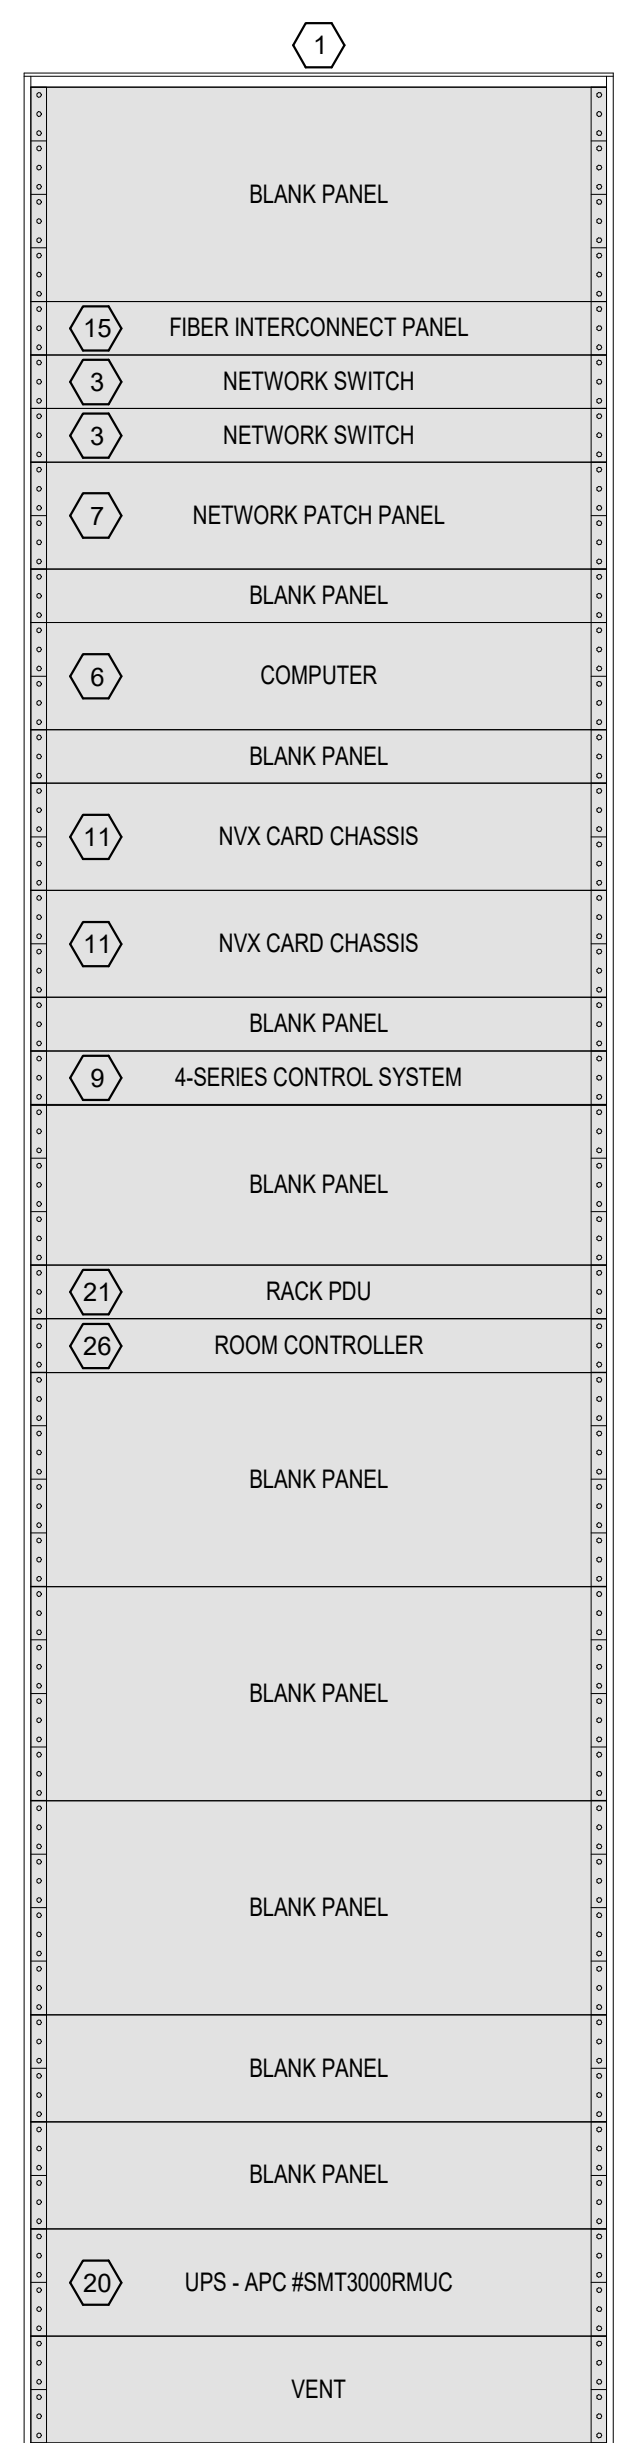 1
BLANK PANEL
15 FIBER INTERCONNECT PANEL
3 NETWORK SWITCH
3 NETWORK SWITCH
7 NETWORK PATCH PANEL
BLANK PANEL
6 COMPUTER
BLANK PANEL
11 NVX CARD CHASSIS
11 NVX CARD CHASSIS
BLANK PANEL
9 4-SERIES CONTROL SYSTEM
BLANK PANEL
21 RACK PDU
26 ROOM CONTROLLER
BLANK PANEL
BLANK PANEL
BLANK PANEL
BLANK PANEL
BLANK PANEL
20 UPS - APC #SMT3000RMUC
VENT